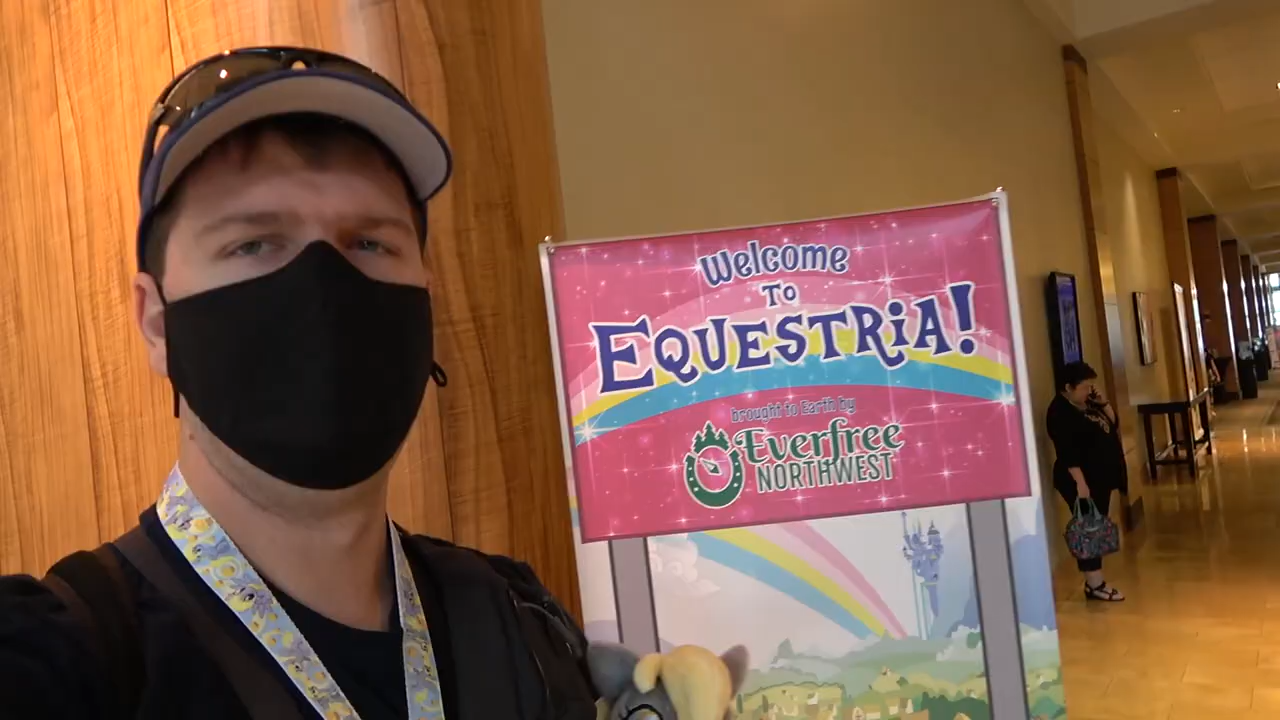 Welcome
To
EQUESTRiA!
brought to Earth by
Everfree
NORTHWEST